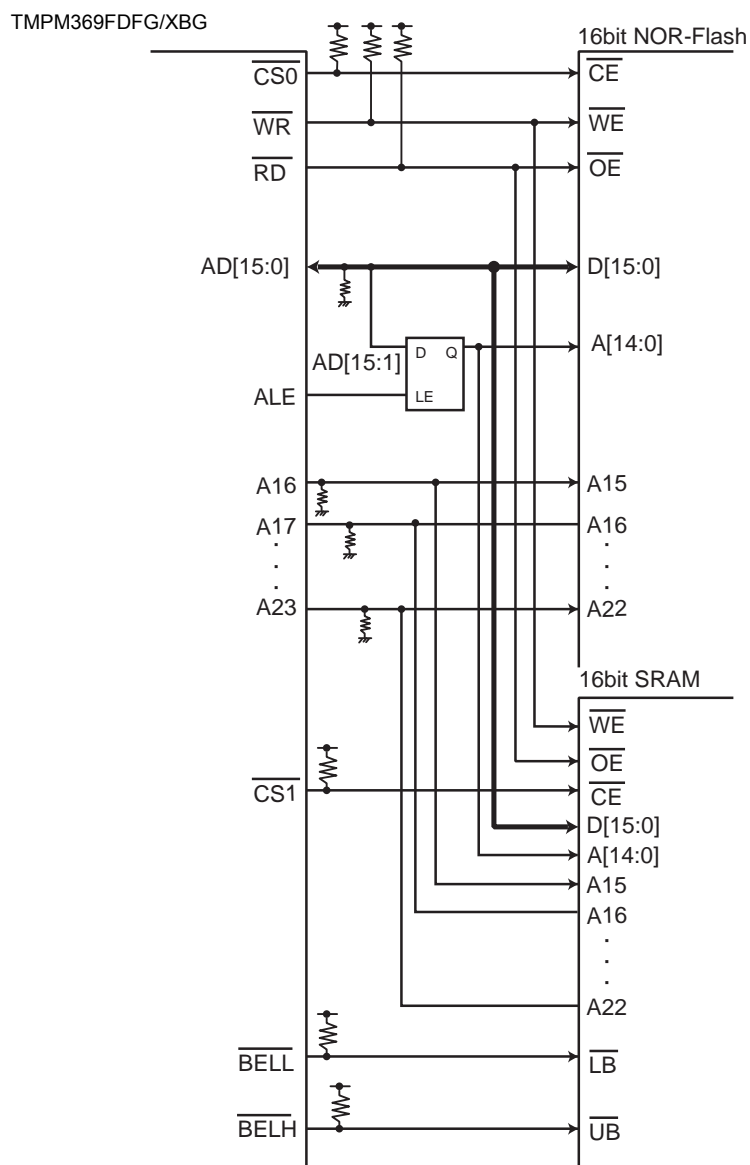 TMPM369FDFG/XBG
16bit NOR-Flash
CS0
CE
WR
WE
RD
OE
AD[15:0]
D[15:0]
D Q
A[14:0]
AD[15:1]
ALE
LE
A16
A15
A17
A16
.
.
.
.
.
.
A23
A22
16bit SRAM
WE
OE
CS1
CE
D[15:0]
A[14:0]
A15
A16
.
.
.
A22
BELL
LB
BELH
UB